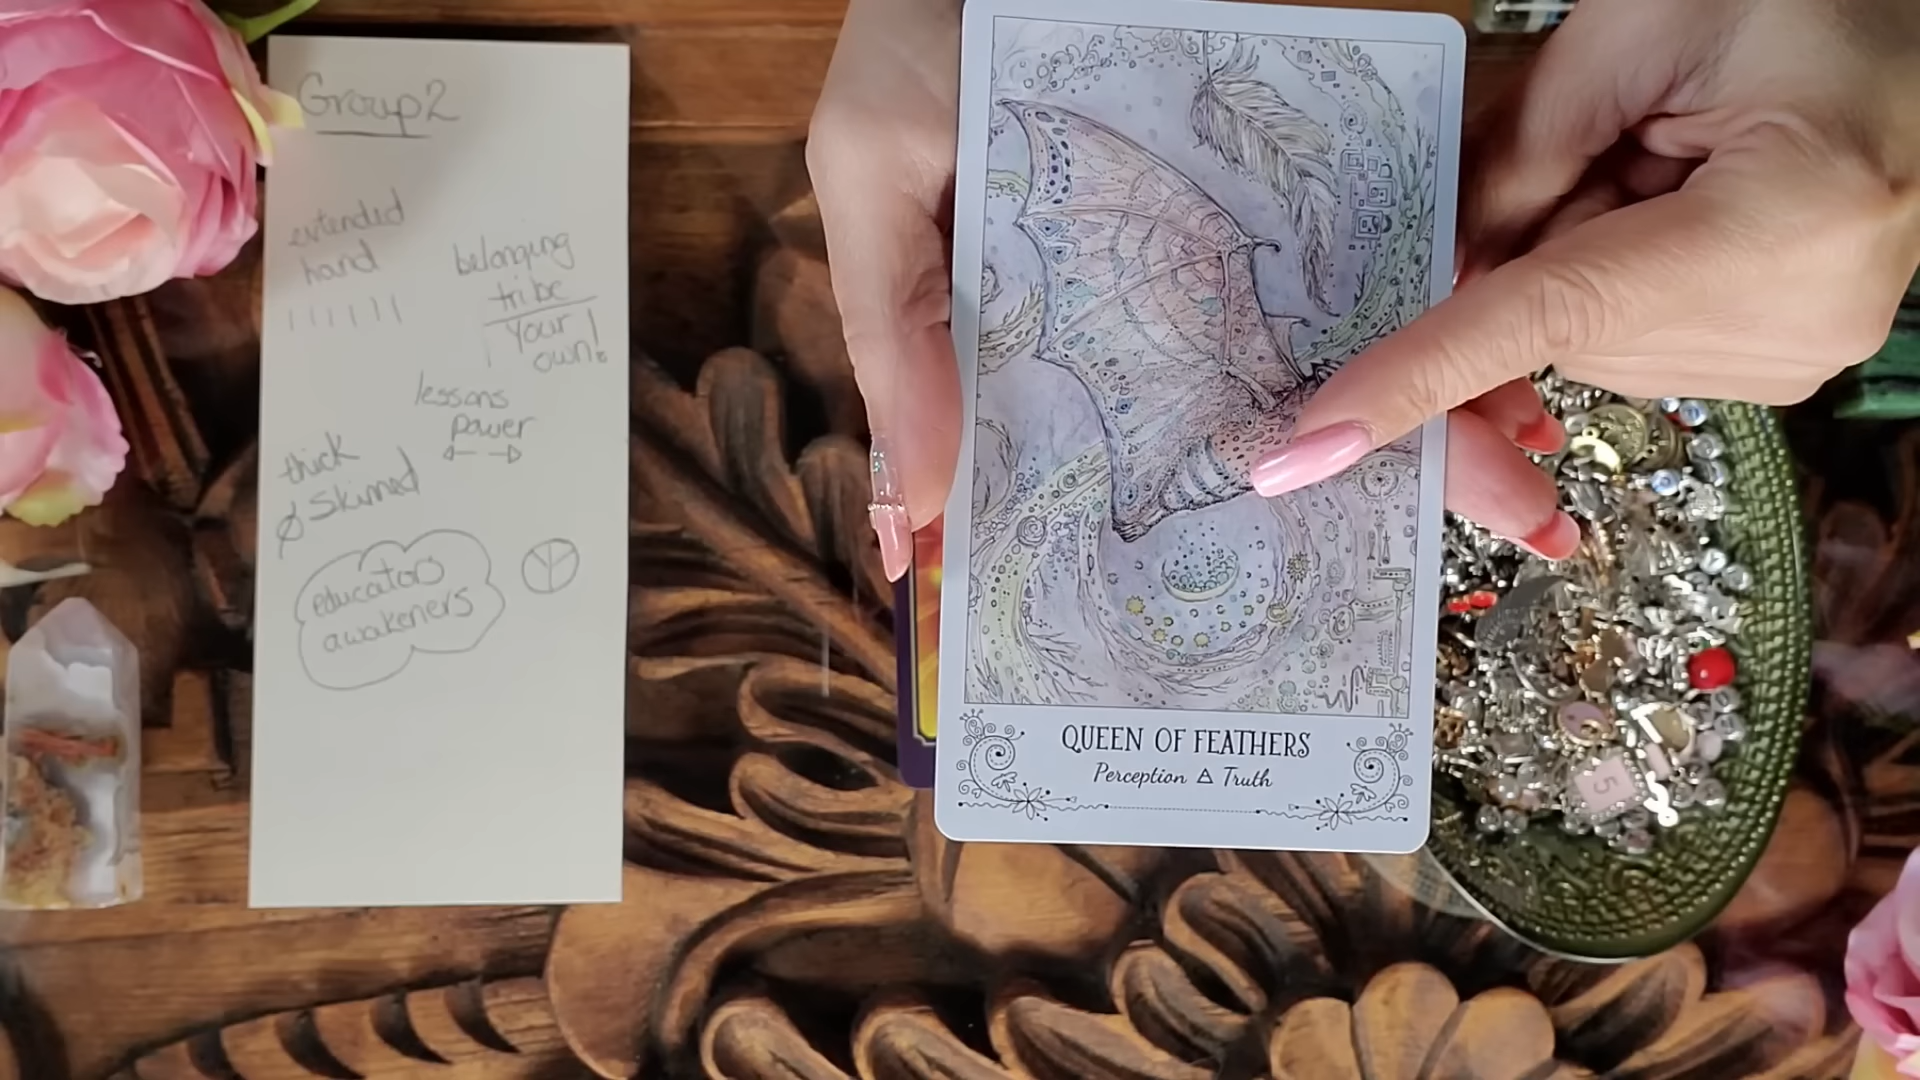 Group 2
extended
hand
belonging
tribe
your
own!
lessons
power
thick
Skinned
educators
awakeners
QUEEN OF FEATHERS
Perception △ Truth
5